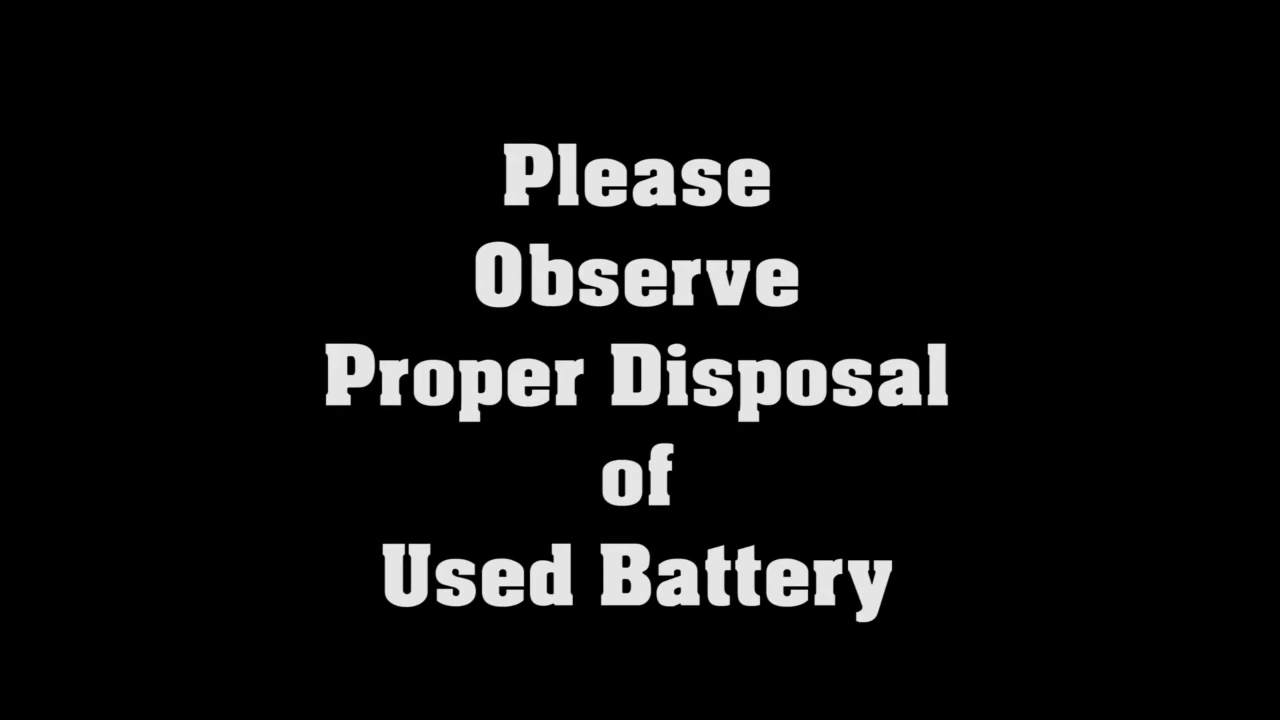 Please
Observe
Proper Disposal
of
Used Battery